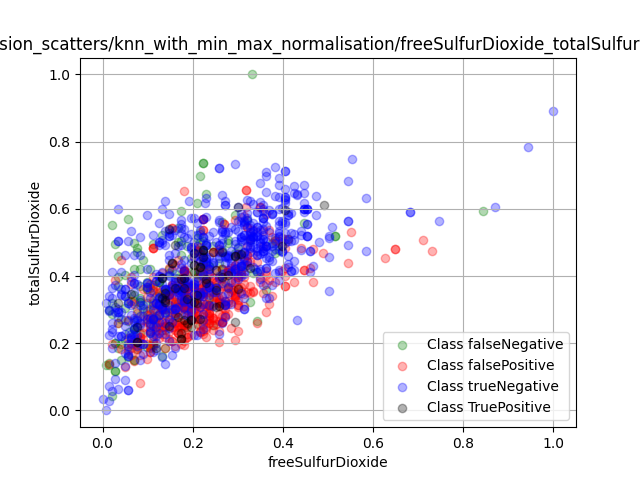 sion_scatters/knn_with_min_max_normalisation/freeSulfurDioxide_totalSulfur
1.0
0.8
0.6
0.4
0.2
0.0
totalSulfurDioxide
Class falseNegative
Class falsePositive
Class trueNegative
Class TruePositive
0.0 0.2 0.4 0.6 0.8 1.0
freeSulfurDioxide